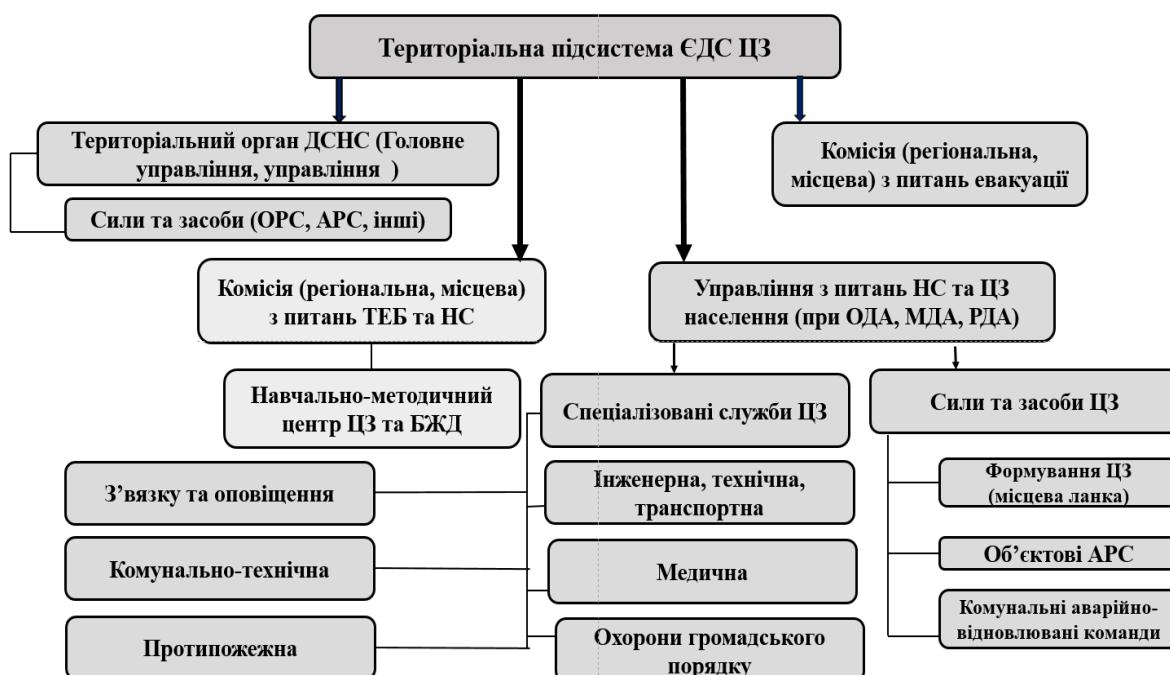 Територіальна підсистема ЄДС ЦЗ
Територіальний орган ДСНС (Головне
управління, управління )
Комісія (регіональна,
місцева) з питань евакуації
Сили та засоби (ОРС, АРС, інші)
Комісія (регіональна, місцева)
з питань ТЕБ та НС
Управління з питань НС та ЦЗ
населення (при ОДА, МДА, РДА)
Навчально-методичний
центр ЦЗ та БЖД
Спеціалізовані служби ЦЗ
Сили та засоби ЦЗ
З’вязку та оповіщення
Інженерна, технічна,
транспортна
Формування ЦЗ
(місцева ланка)
Комунально-технічна
Медична
Об’єктові АРС
Протипожежна
Охорони громадського
порядку
Комунальні аварійно-
відновлювані команди